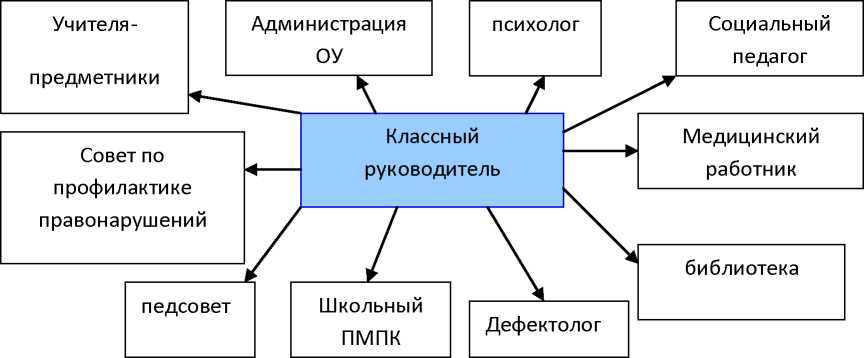 Учителя-
предметники
Администрация
ОУ
психолог
Социальный
педагог
Классный
руководитель
Медицинский
работник
Совет по
профилактике
правонарушений
библиотека
педсовет
Школьный
ПМПК
Дефектолог